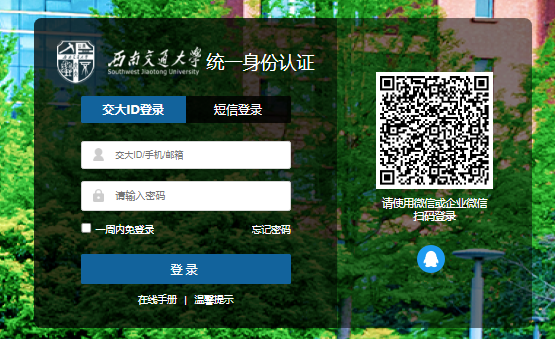 西南交通大学 统一身份认证
Southwest Jiaotong University
交大ID登录 短信登录
交大ID/手机/邮箱
请输入密码
一周内免登录 忘记密码
登 录
在线手册 | 温馨提示
请使用微信或企业微信
扫码登录